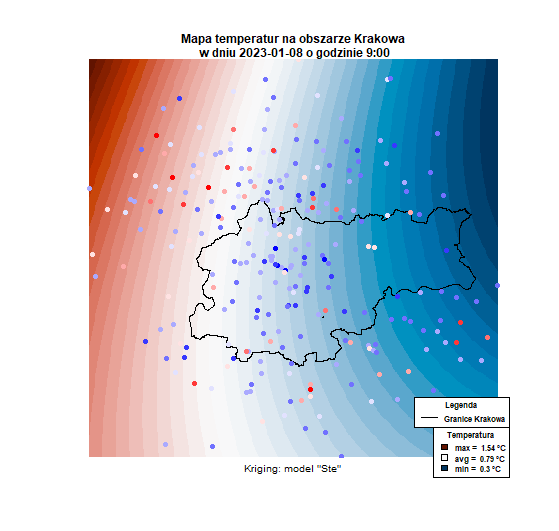 Mapa temperatur na obszarze Krakowa
w dniu 2023-01-08 o godzinie 9:00
Legenda
Granice Krakowa
Temperatura
max = 1.54 °C
avg = 0.79 °C
min = 0.3 °C
Kriging: model "Ste"